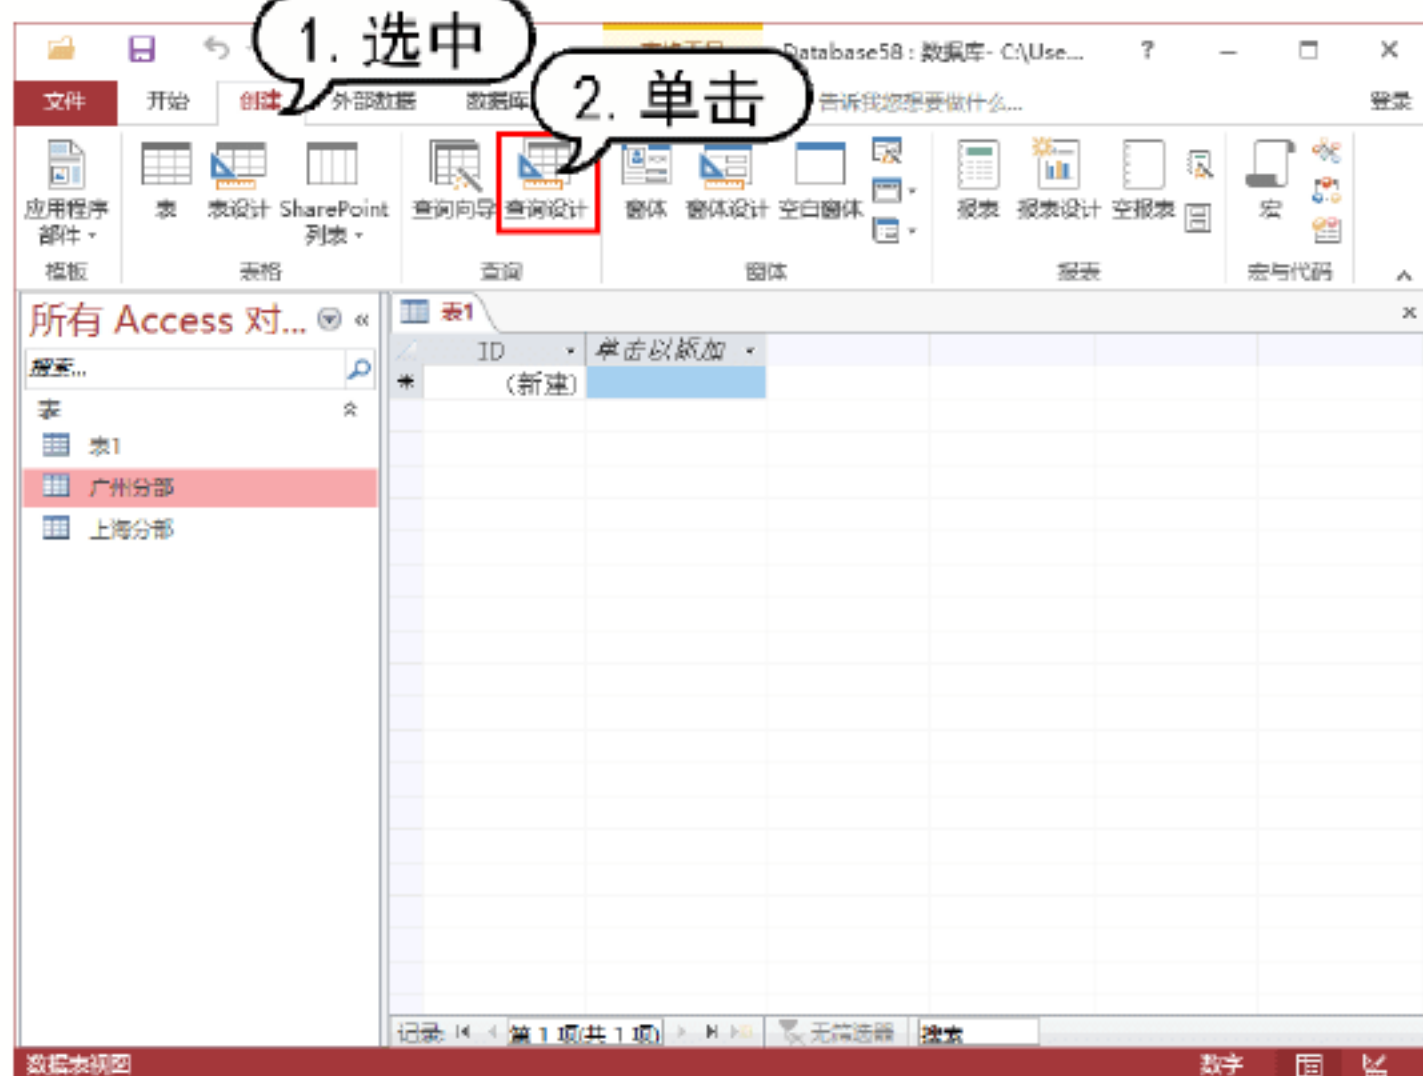 1. 选中
2. 单击
Database58 : 数据库- C:\Use... ?
文件 开始 创建 外部数据 数据库 告诉我您想要做什么... 登录
应用程序部件 表 表设计 SharePoint 列表 查询向导 查询设计 窗体 窗体设计 空白窗体 报表 报表设计 空报表 宏
模板 表格 查询 窗体 报表 宏与代码
所有 Access 对... «
表1
搜索...
ID 单击以添加
* (新建)
表
表1
广州分部
上海分部
记录: 第 1 项(共 1 项) 无筛选器 搜索
数据表视图 数字